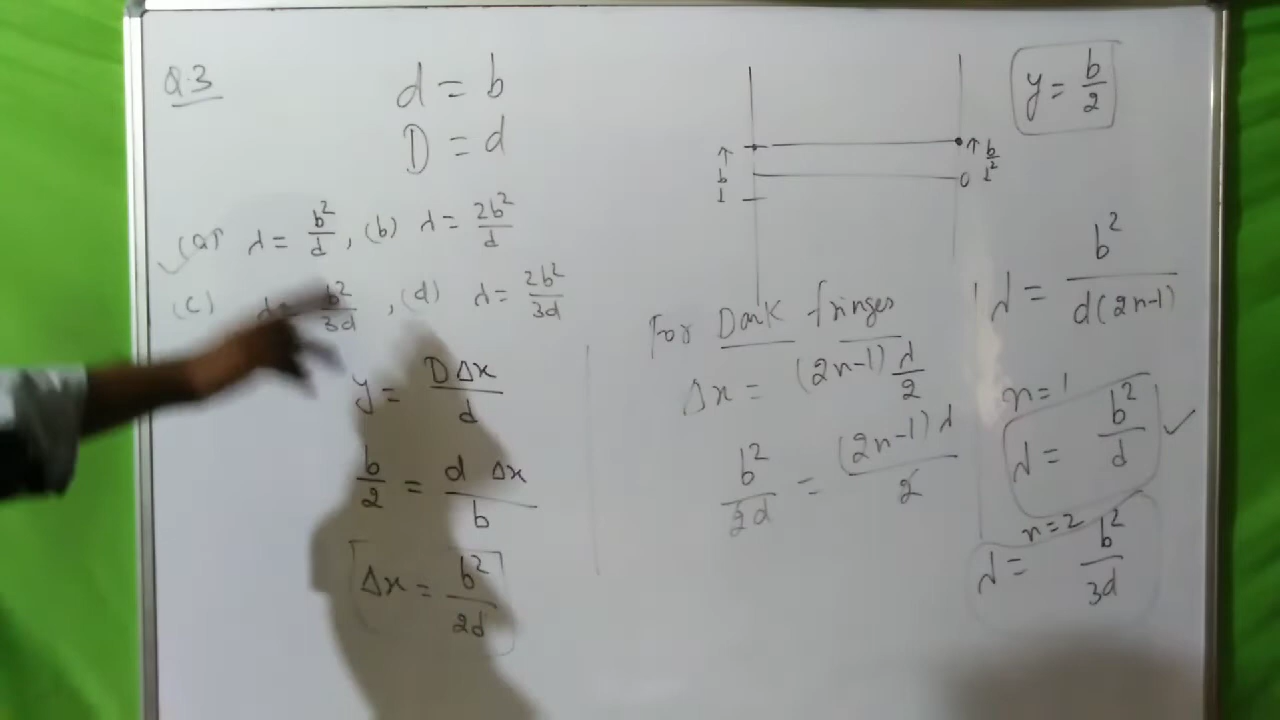 Q.3
d = b
D = d
(a) λ = b²/d , (b) λ = 2b²/d
(c) λ = b²/3d , (d) λ = 2b²/3d
y = DΔx/d
b/2 = d Δx/b
Δx = b²/2d
↑ b ↓
↑ b/2 ↓
O
y = b/2
For Dark fringes
Δx = (2n-1) λ/2
b²/2d = (2n-1) λ/2
λ = b²/d(2n-1)
n=1
λ = b²/d ✓
n=2
λ = b²/3d